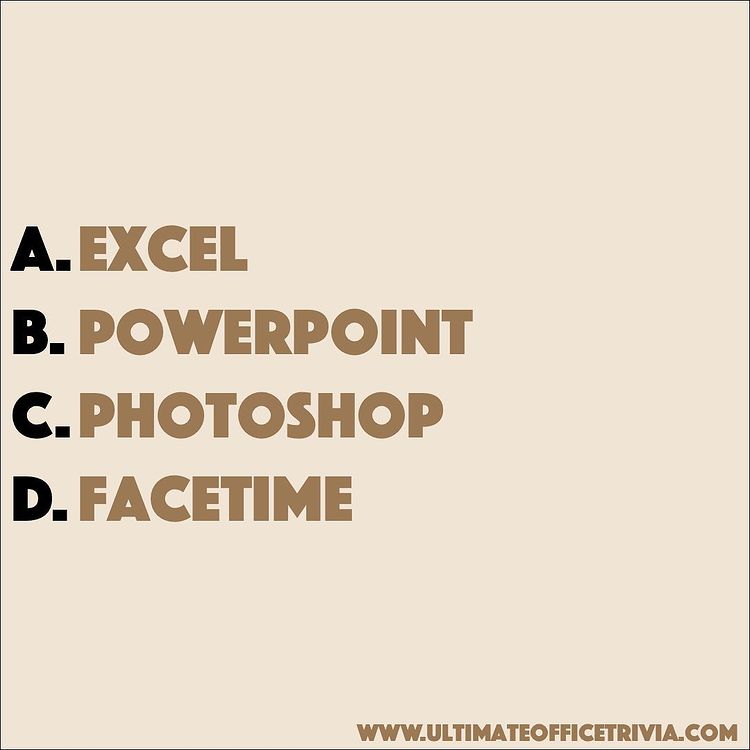 A. EXCEL
B. POWERPOINT
C. PHOTOSHOP
D. FACETIME
WWW.ULTIMATEOFFICETRIVIA.COM